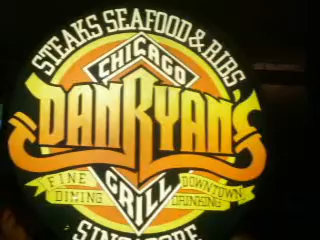 STEAKS SEAFOOD & RIBS
CHICAGO
DAN RYAN'S
GRILL
FINE
DINING
DOWNTOWN
DRINKING
SINGAPORE